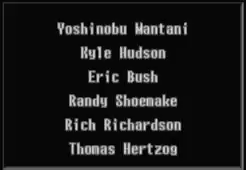 Yoshinobu Mantani
Kyle Hudson
Eric Bush
Randy Shoemake
Rich Richardson
Thomas Hertzog